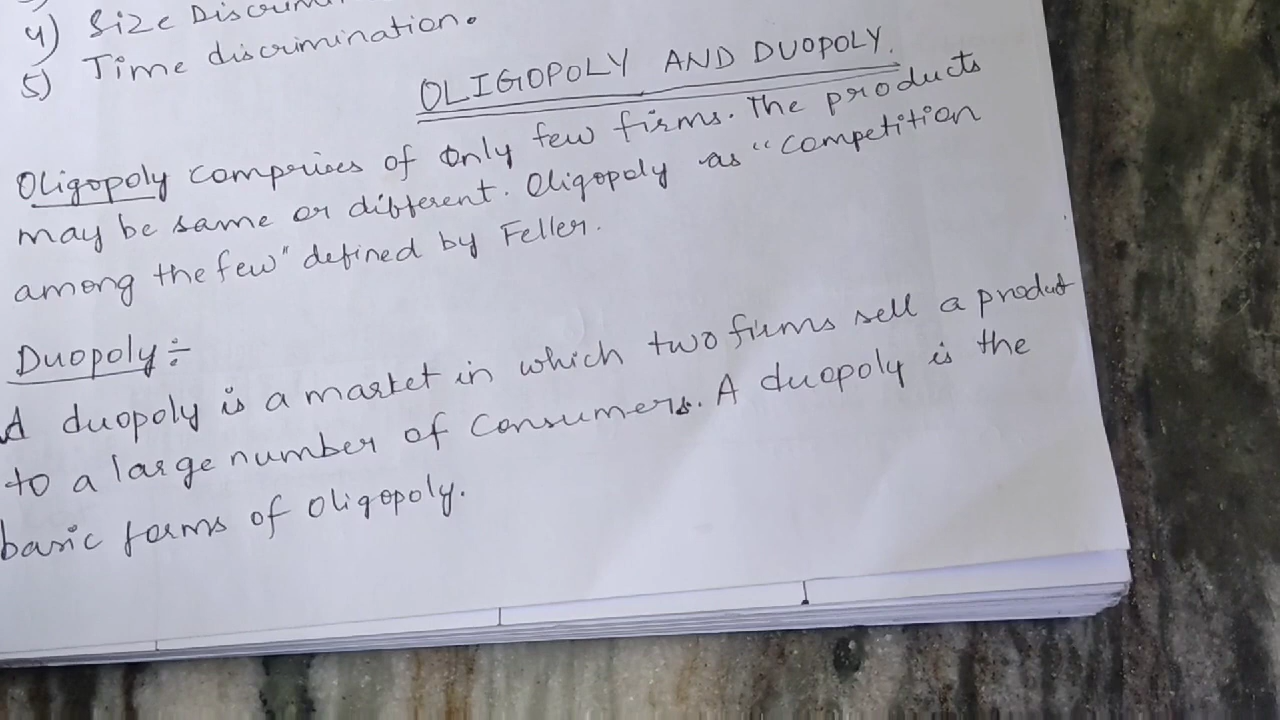 4) Size
5) Time discrimination.
OLIGOPOLY AND DUOPOLY.
Oligopoly comprises of only few firms. The products
may be same or different. Oligopoly as "Competition
among the few" defined by Feller.
Duopoly÷
A duopoly is a market in which two firms sell a product
to a large number of Consumers. A duopoly is the
basic forms of Oligopoly.